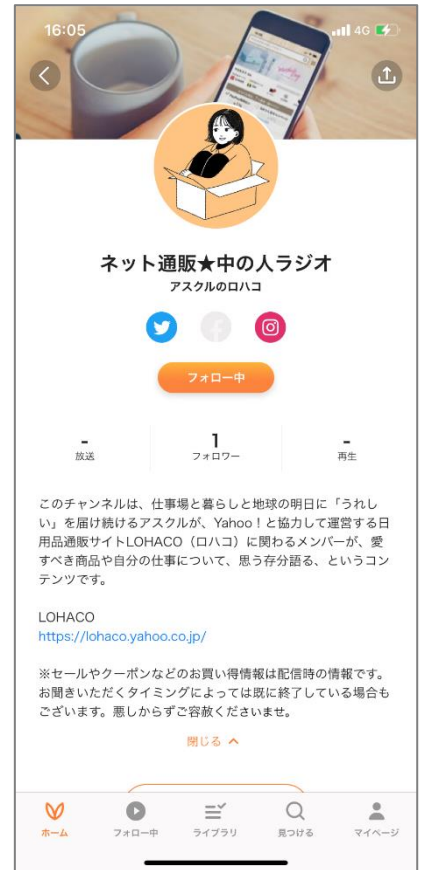 16:05
4G
ネット通販★中の人ラジオ
アスクルのロハコ
フォロー中
- 1 -
放送 フォロワー 再生
このチャンネルは、仕事場と暮らしと地球の明日に「うれし
い」を届け続けるアスクルが、Yahoo！と協力して運営する日
用品通販サイトLOHACO（ロハコ）に関わるメンバーが、愛
すべき商品や自分の仕事について、思う存分語る、というコン
テンツです。
LOHACO
https://lohaco.yahoo.co.jp/
※セールやクーポンなどのお買い得情報は配信時の情報です。
お聞きいただくタイミングによっては既に終了している場合も
ございます。悪しからずご容赦くださいませ。
閉じる
ホーム フォロー中 ライブラリ 見つける マイページ